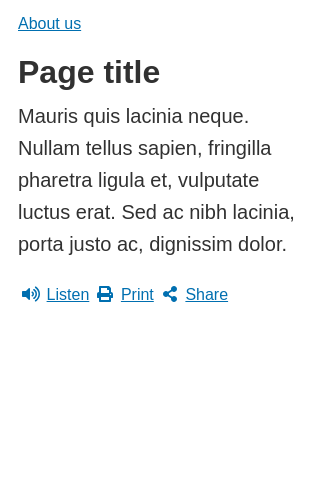 About us
Page title
Mauris quis lacinia neque.
Nullam tellus sapien, fringilla
pharetra ligula et, vulputate
luctus erat. Sed ac nibh lacinia,
porta justo ac, dignissim dolor.
Listen Print Share